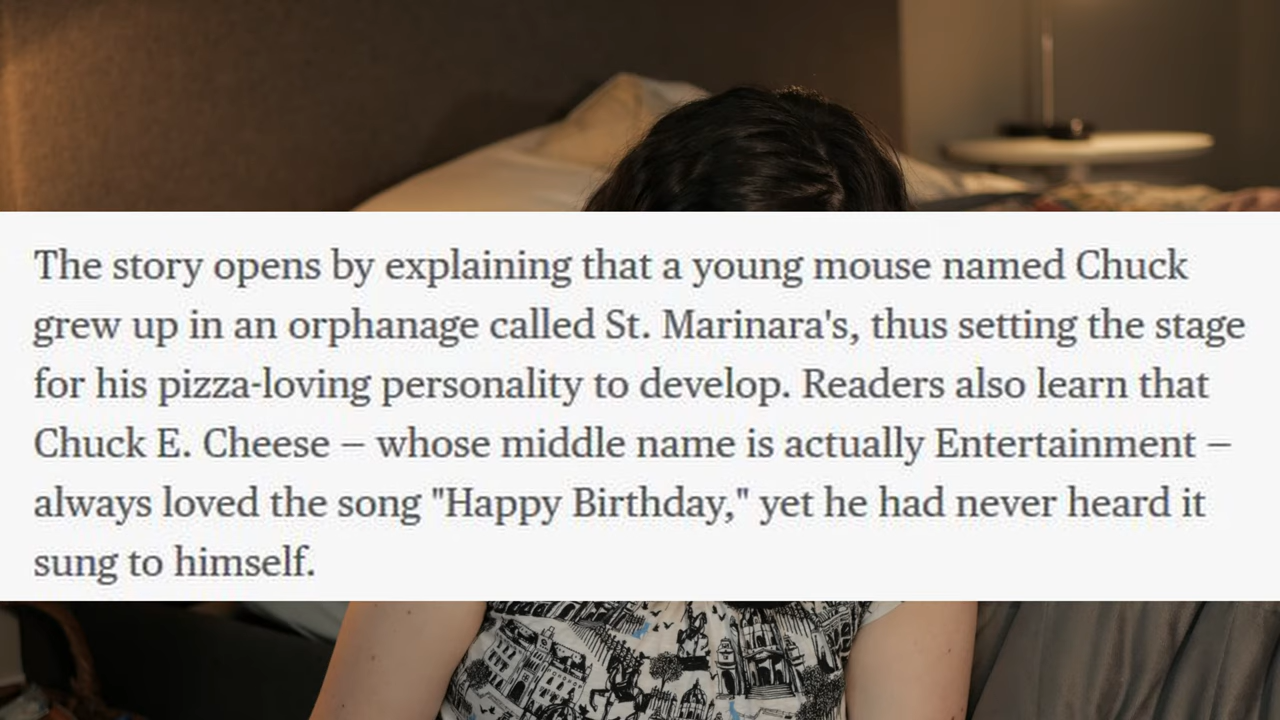 The story opens by explaining that a young mouse named Chuck
grew up in an orphanage called St. Marinara's, thus setting the stage
for his pizza-loving personality to develop. Readers also learn that
Chuck E. Cheese — whose middle name is actually Entertainment —
always loved the song "Happy Birthday," yet he had never heard it
sung to himself.